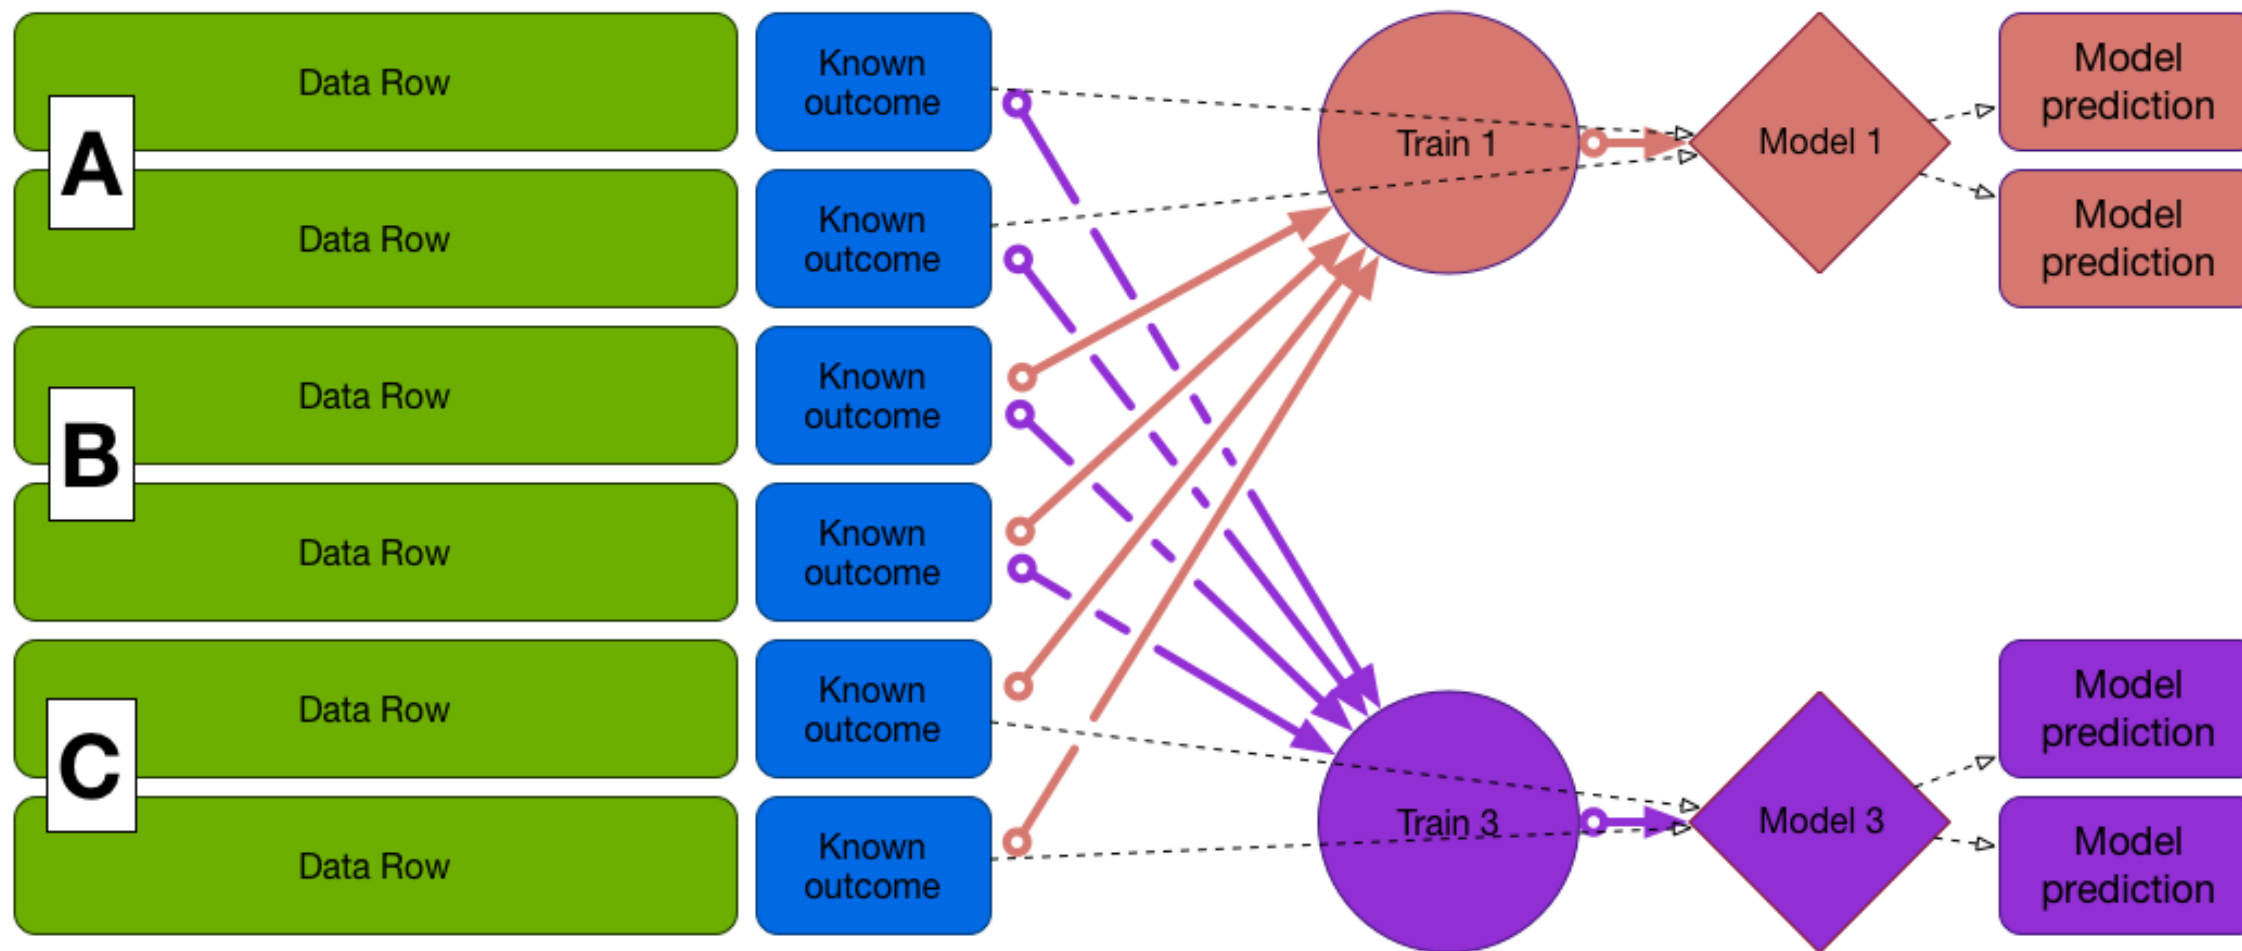 A
Data Row
Known
outcome
Data Row
Known
outcome
B
Data Row
Known
outcome
Data Row
Known
outcome
C
Data Row
Known
outcome
Data Row
Known
outcome
Train 1
Model 1
Model
prediction
Model
prediction
Train 3
Model 3
Model
prediction
Model
prediction